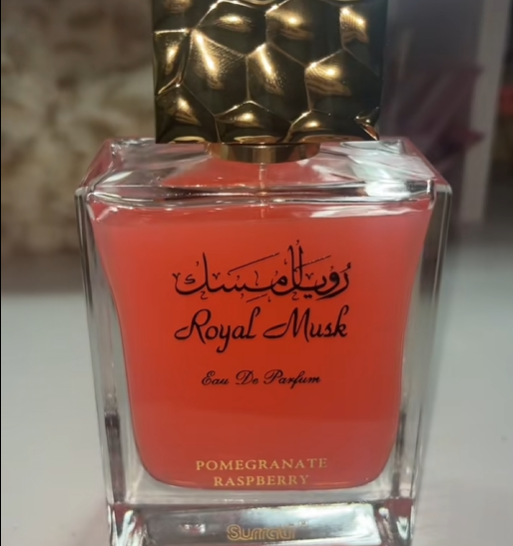 رويال مسك
Royal Musk
Eau De Parfum
POMEGRANATE
RASPBERRY
Surrati